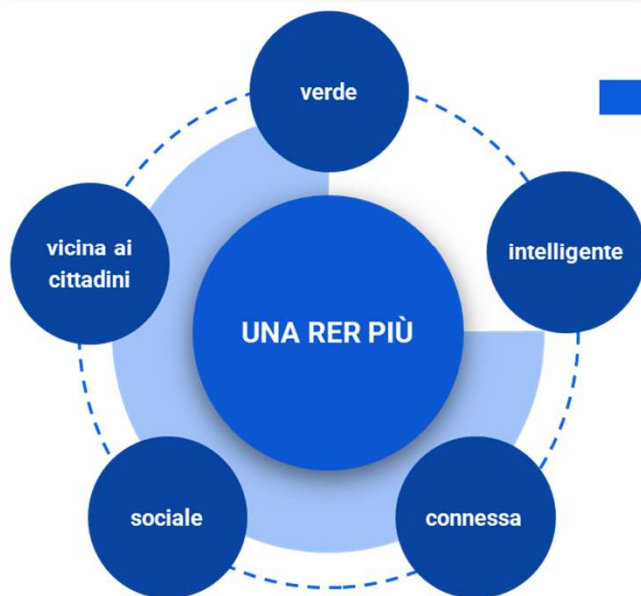 verde
vicina ai
cittadini
intelligente
UNA RER PIÙ
sociale
connessa